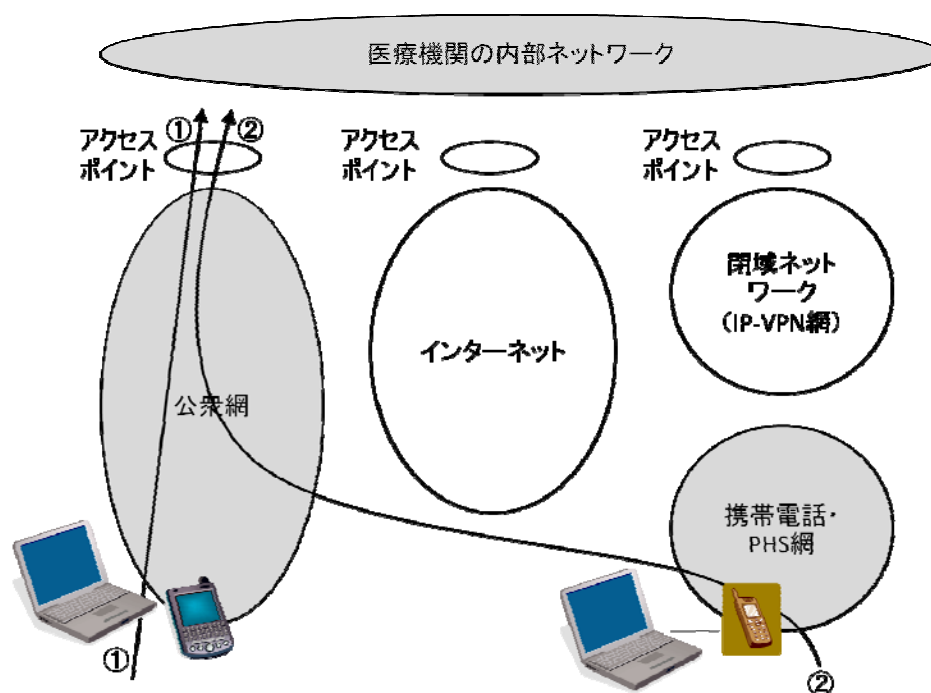 医療機関の内部ネットワーク
アクセス
ポイント
①
②
アクセス
ポイント
アクセス
ポイント
公衆網
インターネット
閉域ネット
ワーク
(IP-VPN網)
携帯電話・
PHS網
①
②